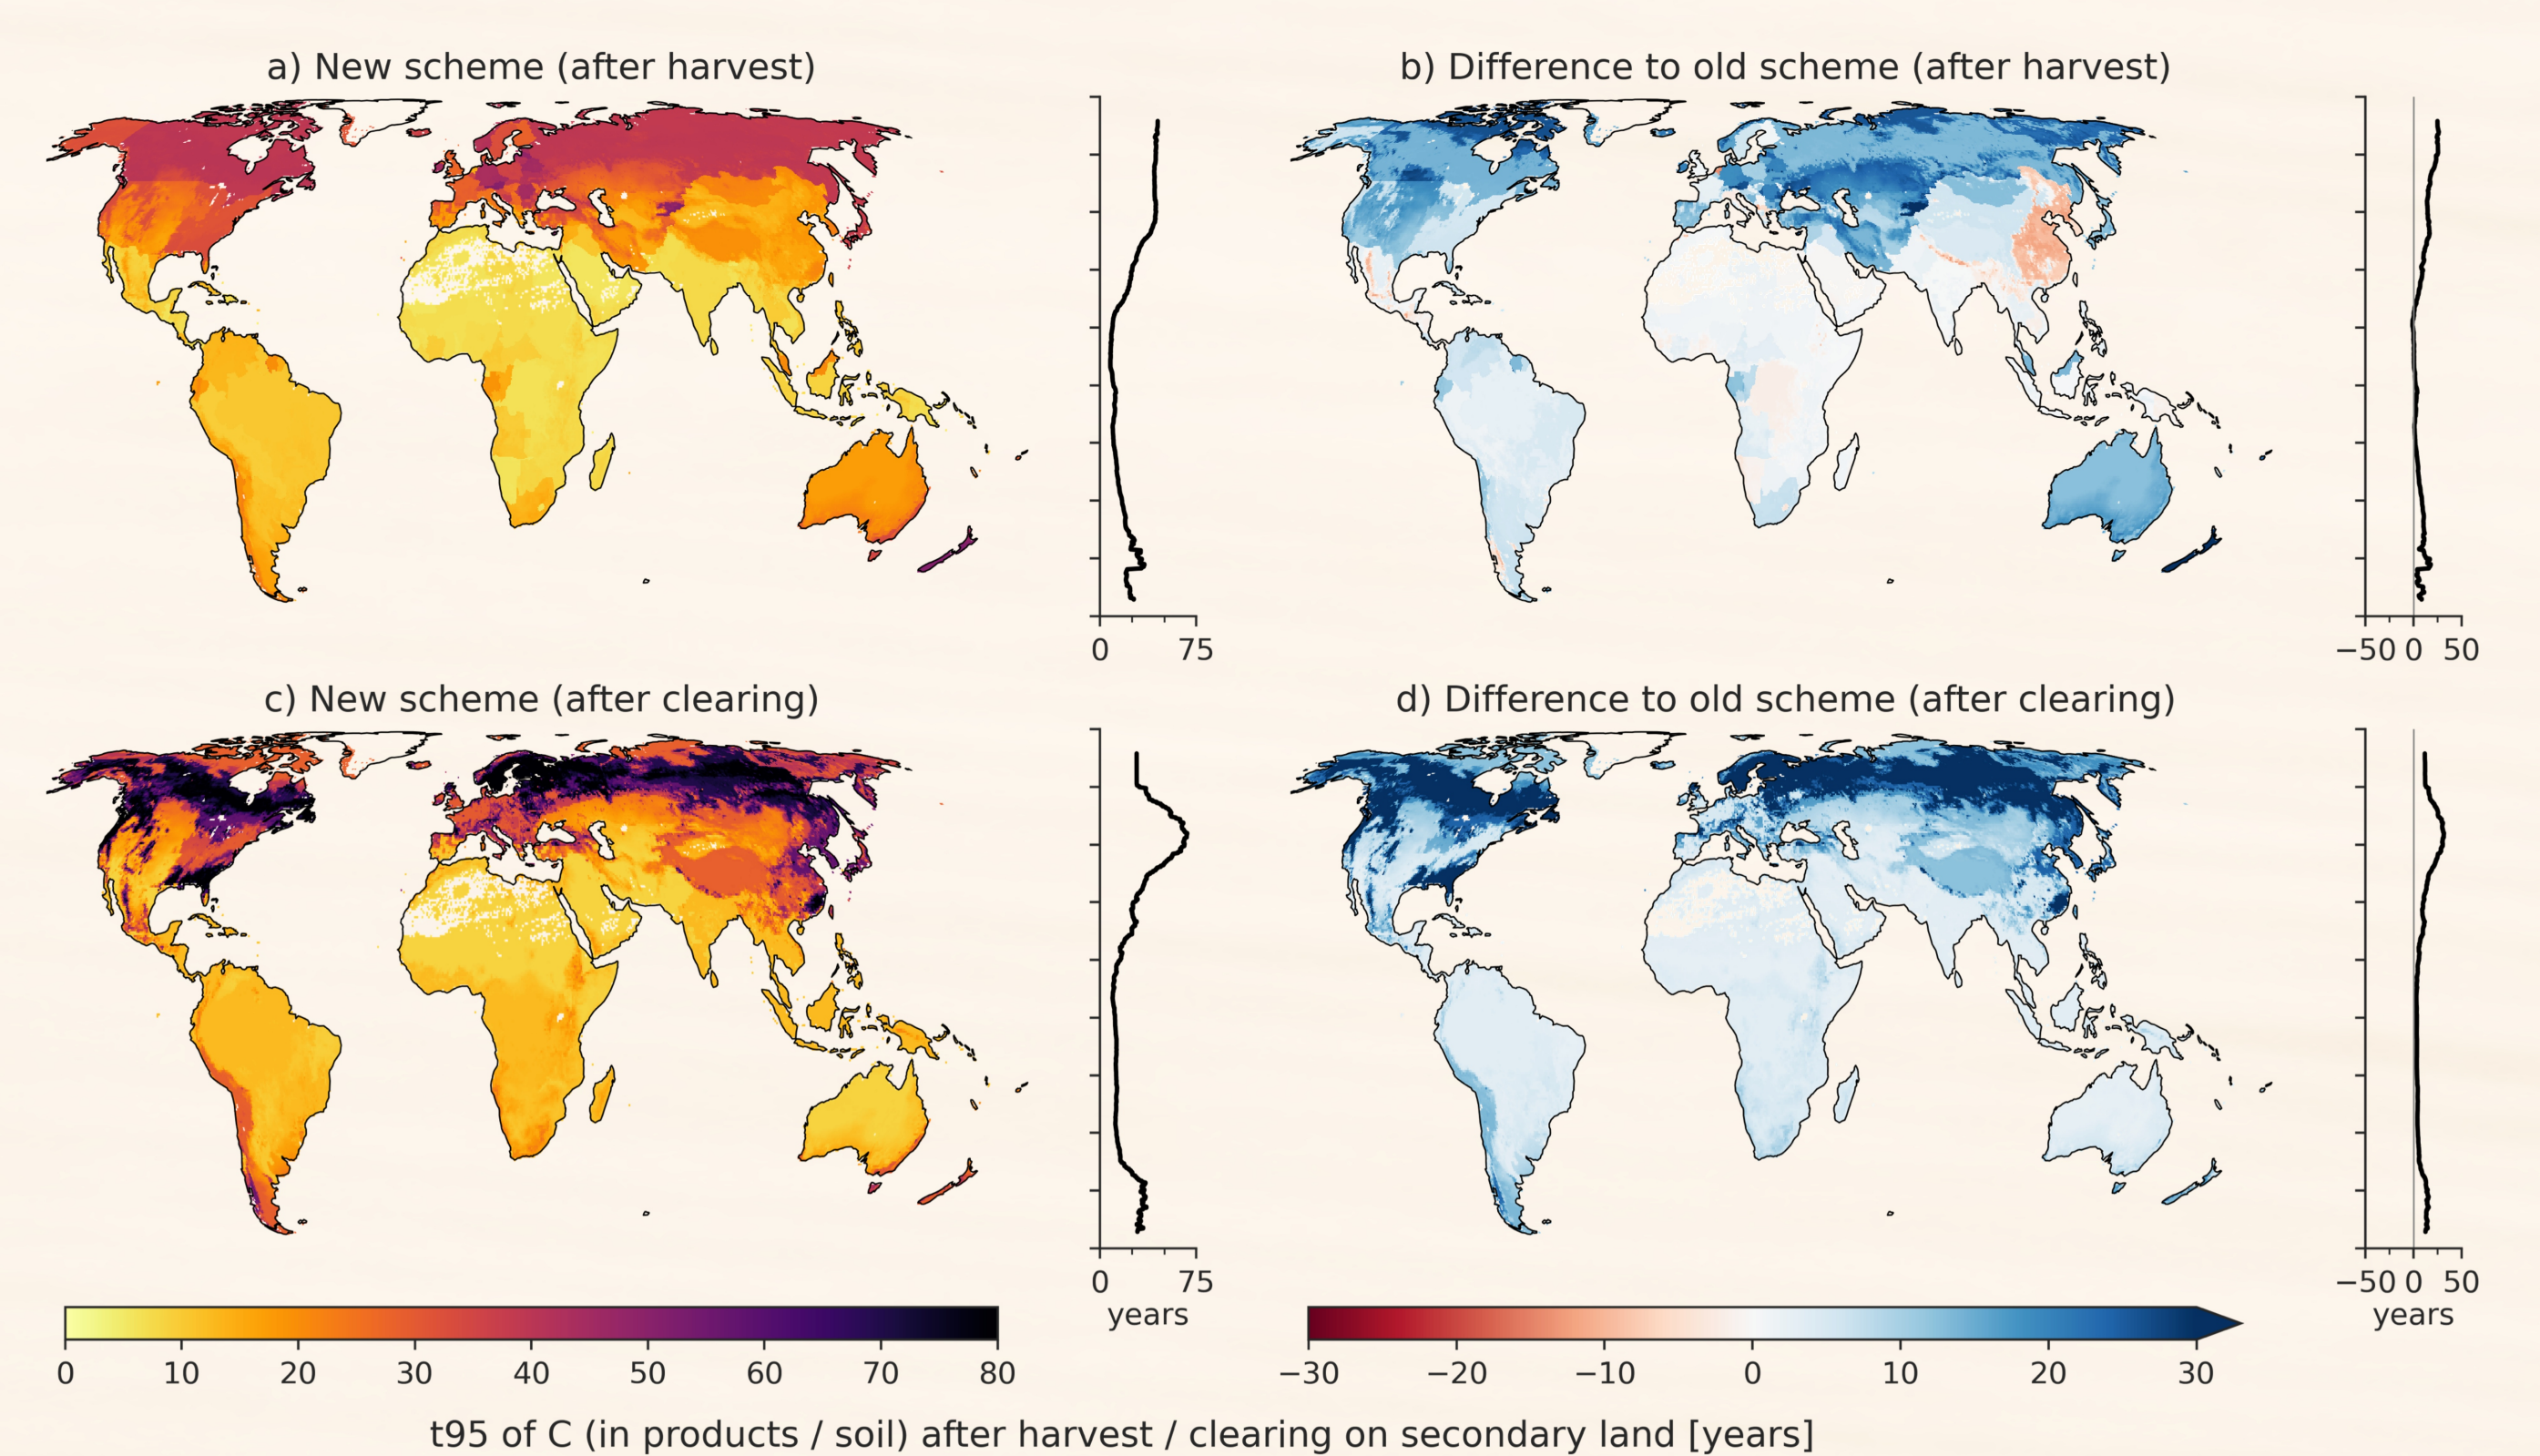 a) New scheme (after harvest)
b) Difference to old scheme (after harvest)
0 75
−50 0 50
c) New scheme (after clearing)
d) Difference to old scheme (after clearing)
0 75
years
−50 0 50
years
0 10 20 30 40 50 60 70 80
−30 −20 −10 0 10 20 30
t95 of C (in products / soil) after harvest / clearing on secondary land [years]